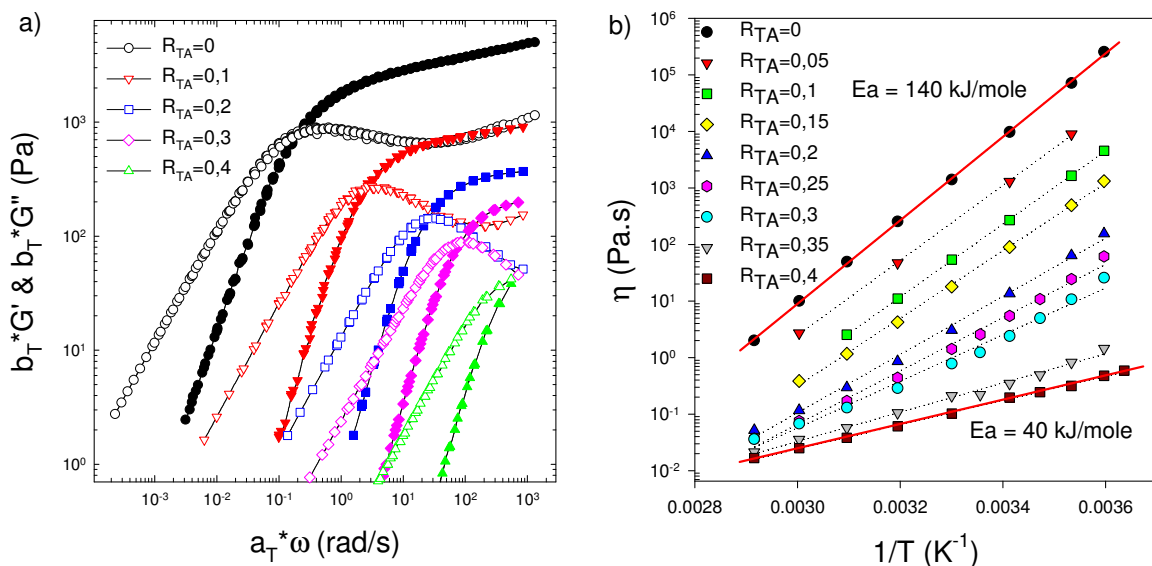 a)
R_TA=0
R_TA=0,1
R_TA=0,2
R_TA=0,3
R_TA=0,4
10^3
10^2
10^1
10^0
b_T*G' & b_T*G" (Pa)
10^-3
10^-2
10^-1
10^0
10^1
10^2
10^3
a_T*ω (rad/s)
b)
R_TA=0
R_TA=0,05
R_TA=0,1
R_TA=0,15
R_TA=0,2
R_TA=0,25
R_TA=0,3
R_TA=0,35
R_TA=0,4
Ea = 140 kJ/mole
Ea = 40 kJ/mole
10^6
10^5
10^4
10^3
10^2
10^1
10^0
10^-1
10^-2
η (Pa.s)
0.0028
0.0030
0.0032
0.0034
0.0036
1/T (K^-1)